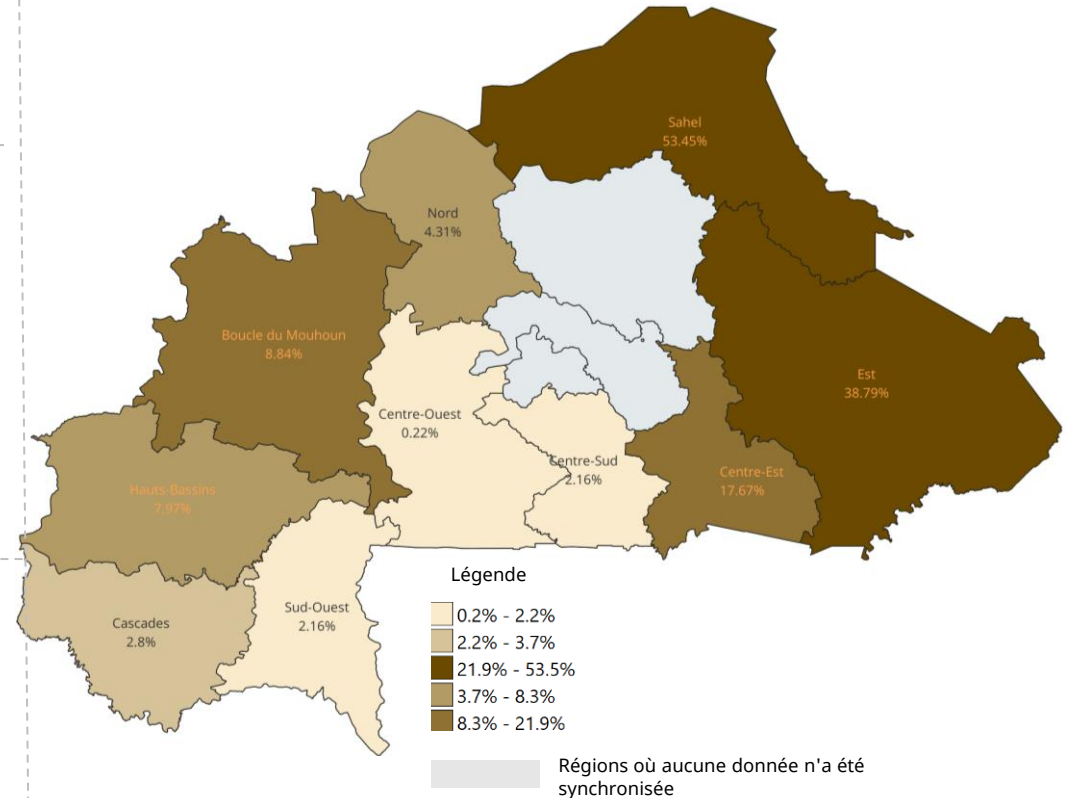 Sahel
53.45%
Nord
4.31%
Boucle du Mouhoun
8.84%
Est
38.79%
Centre-Ouest
0.22%
Centre-Sud
2.16%
Centre-Est
17.67%
Hauts-Bassins
7.97%
Sud-Ouest
2.16%
Cascades
2.8%
Légende
0.2% - 2.2%
2.2% - 3.7%
21.9% - 53.5%
3.7% - 8.3%
8.3% - 21.9%
Régions où aucune donnée n'a été
synchronisée